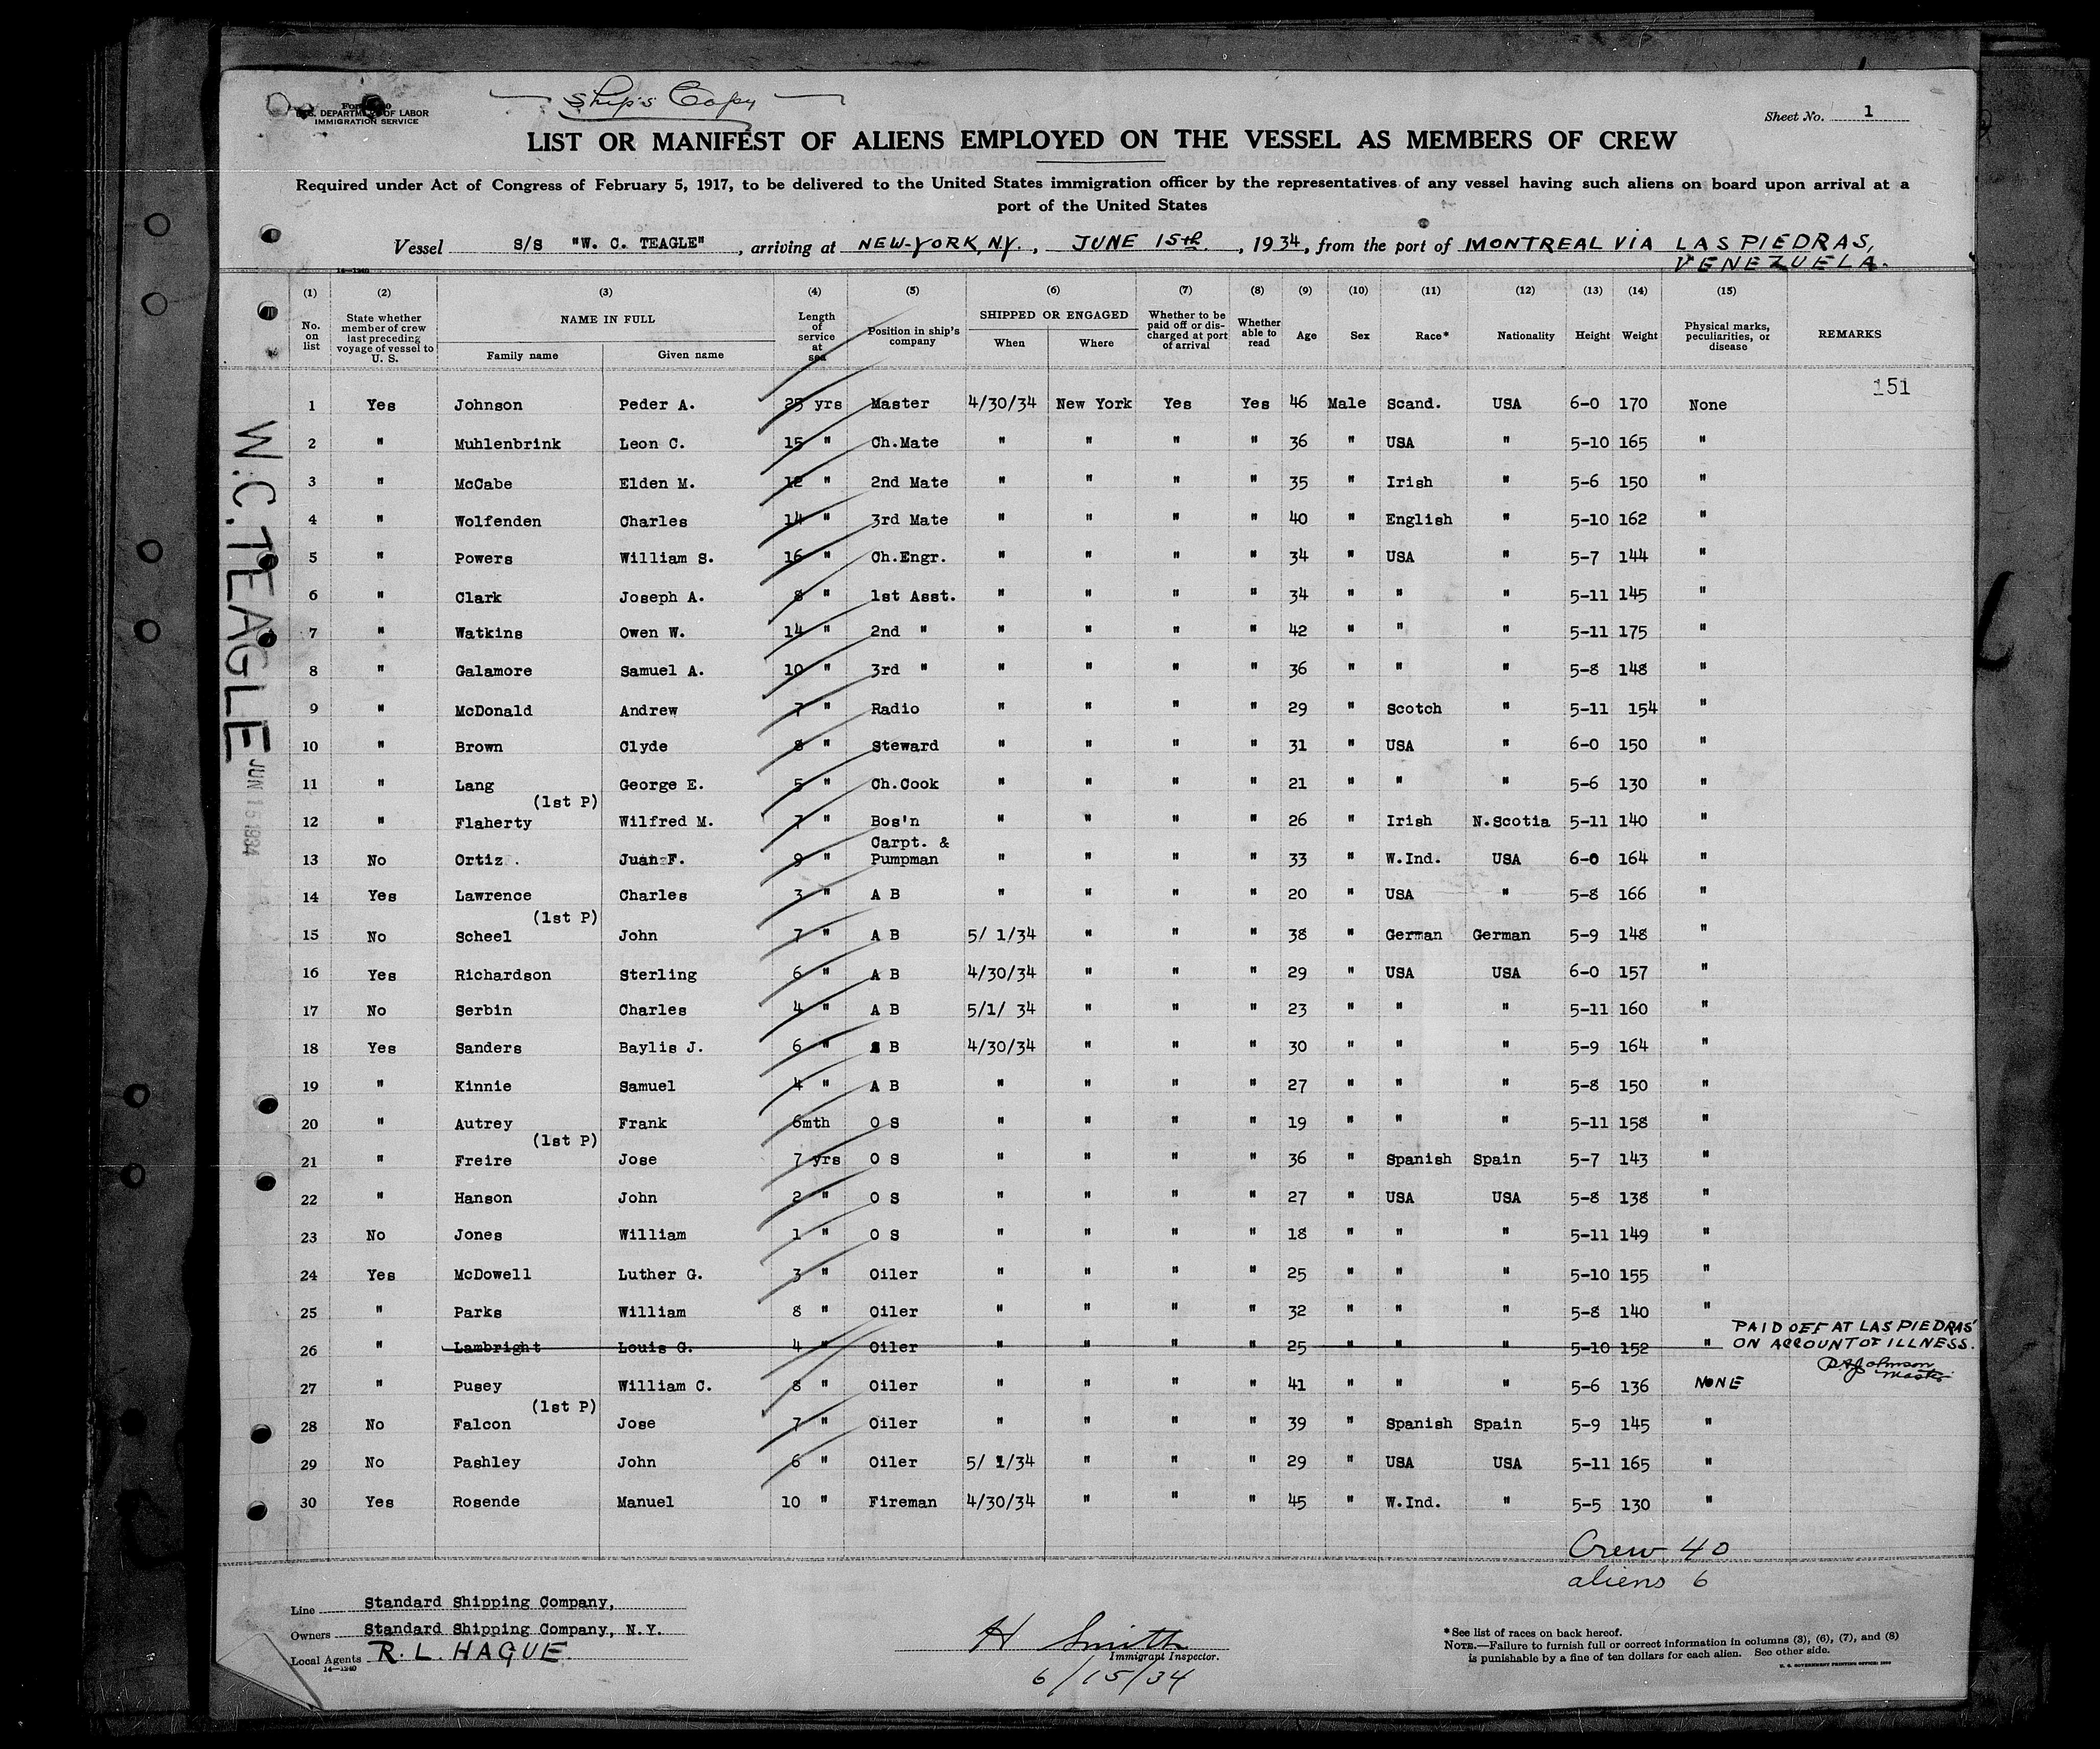 Ship's Copy
U.S. DEPARTMENT OF LABOR
IMMIGRATION SERVICE
Sheet No. 1
LIST OR MANIFEST OF ALIENS EMPLOYED ON THE VESSEL AS MEMBERS OF CREW
Required under Act of Congress of February 5, 1917, to be delivered to the United States immigration officer by the representatives of any vessel having such aliens on board upon arrival at a
port of the United States
Vessel S/S "W. C. TEAGLE", arriving at NEW-YORK, N.Y., JUNE 15th, 1934, from the port of MONTREAL VIA LAS PIEDRAS,
VENEZUELA.
14-1240
(1) (2) (3) (4) (5) (6) (7) (8) (9) (10) (11) (12) (13) (14) (15)
No. on list | State whether member of crew last preceding voyage of vessel to U. S. | NAME IN FULL Family name Given name | Length of service at sea | Position in ship's company | SHIPPED OR ENGAGED When Where | Whether to be paid off or discharged at port of arrival | Whether able to read | Age | Sex | Race* | Nationality | Height | Weight | Physical marks, peculiarities, or disease | REMARKS
151
1 Yes Johnson Peder A. 25 yrs Master 4/30/34 New York Yes Yes 46 Male Scand. USA 6-0 170 None
2 " Muhlenbrink Leon C. 15 " Ch.Mate " " " " 36 " USA " 5-10 165 "
3 " McCabe Elden M. 12 " 2nd Mate " " " " 35 " Irish " 5-6 150 "
4 " Wolfenden Charles 14 " 3rd Mate " " " " 40 " English " 5-10 162 "
5 " Powers William S. 16 " Ch.Engr. " " " " 34 " USA " 5-7 144 "
6 " Clark Joseph A. 8 " 1st Asst. " " " " 34 " " " 5-11 145 "
7 " Watkins Owen W. 14 " 2nd " " " " " 42 " " " 5-11 175 "
8 " Galamore Samuel A. 10 " 3rd " " " " " 36 " " " 5-8 148 "
9 " McDonald Andrew 7 " Radio " " " " 29 " Scotch " 5-11 154 "
10 " Brown Clyde 8 " Steward " " " " 31 " USA " 6-0 150 "
11 " Lang George E. 5 " Ch.Cook " " " " 21 " " " 5-6 130 "
(1st P)
12 " Flaherty Wilfred M. 7 " Bos'n " " " " 26 " Irish N.Scotia 5-11 140 "
Carpt. &
13 No Ortiz Juan F. 9 " Pumpman " " " " 33 " W.Ind. USA 6-0 164 "
14 Yes Lawrence Charles 3 " A B " " " " 20 " USA " 5-8 166 "
(1st P)
15 No Scheel John 7 " A B 5/ 1/34 " " " 38 " German German 5-9 148 "
16 Yes Richardson Sterling 6 " A B 4/30/34 " " " 29 " USA USA 6-0 157 "
17 No Serbin Charles 4 " A B 5/1/ 34 " " " 23 " " " 5-11 160 "
18 Yes Sanders Baylis J. 6 " A B 4/30/34 " " " 30 " " " 5-9 164 "
19 " Kinnie Samuel 4 " A B " " " " 27 " " " 5-8 150 "
20 " Autrey Frank 6mth O S " " " " 19 " " " 5-11 158 "
(1st P)
21 " Freire Jose 7 yrs O S " " " " 36 " Spanish Spain 5-7 143 "
22 " Hanson John 2 " O S " " " " 27 " USA USA 5-8 138 "
23 No Jones William 1 " O S " " " " 18 " " " 5-11 149 "
24 Yes McDowell Luther G. 3 " Oiler " " " " 25 " " " 5-10 155 "
25 " Parks William 8 " Oiler " " " " 32 " " " 5-8 140 "
PAID OFF AT LAS PIEDRAS
26 " Lambright Louis G. 4 " Oiler " " " " 25 " " " 5-10 152 " ON ACCOUNT OF ILLNESS.
P A Johnson
Master
27 " Pusey William C. 8 " Oiler " " " " 41 " " " 5-6 136 NONE
(1st P)
28 No Falcon Jose 7 " Oiler " " " " 39 " Spanish Spain 5-9 145 "
29 No Pashley John 6 " Oiler 5/ 1/34 " " " 29 " USA USA 5-11 165 "
30 Yes Rosende Manuel 10 " Fireman 4/30/34 " " " 45 " W.Ind. " 5-5 130 "
Crew 40
aliens 6
Line Standard Shipping Company,
Owners Standard Shipping Company, N.Y.
Local Agents R. L. HAGUE.
14-1240
H Smith
Immigrant Inspector.
6/15/34
*See list of races on back hereof.
NOTE.—Failure to furnish full or correct information in columns (3), (6), (7), and (8)
is punishable by a fine of ten dollars for each alien. See other side.
W.C. TEAGLE
JUN 15 1934